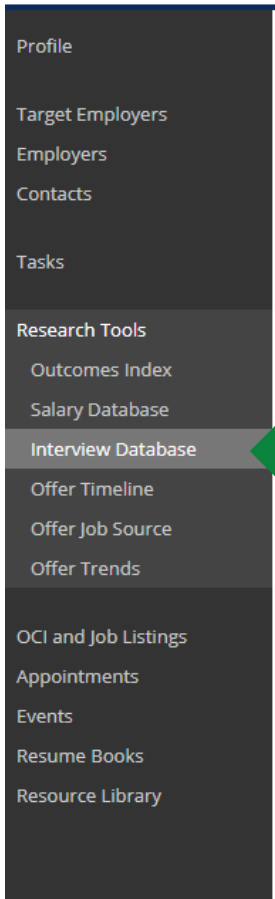 Profile
Target Employers
Employers
Contacts
Tasks
Research Tools
Outcomes Index
Salary Database
Interview Database
Offer Timeline
Offer Job Source
Offer Trends
OCI and Job Listings
Appointments
Events
Resume Books
Resource Library